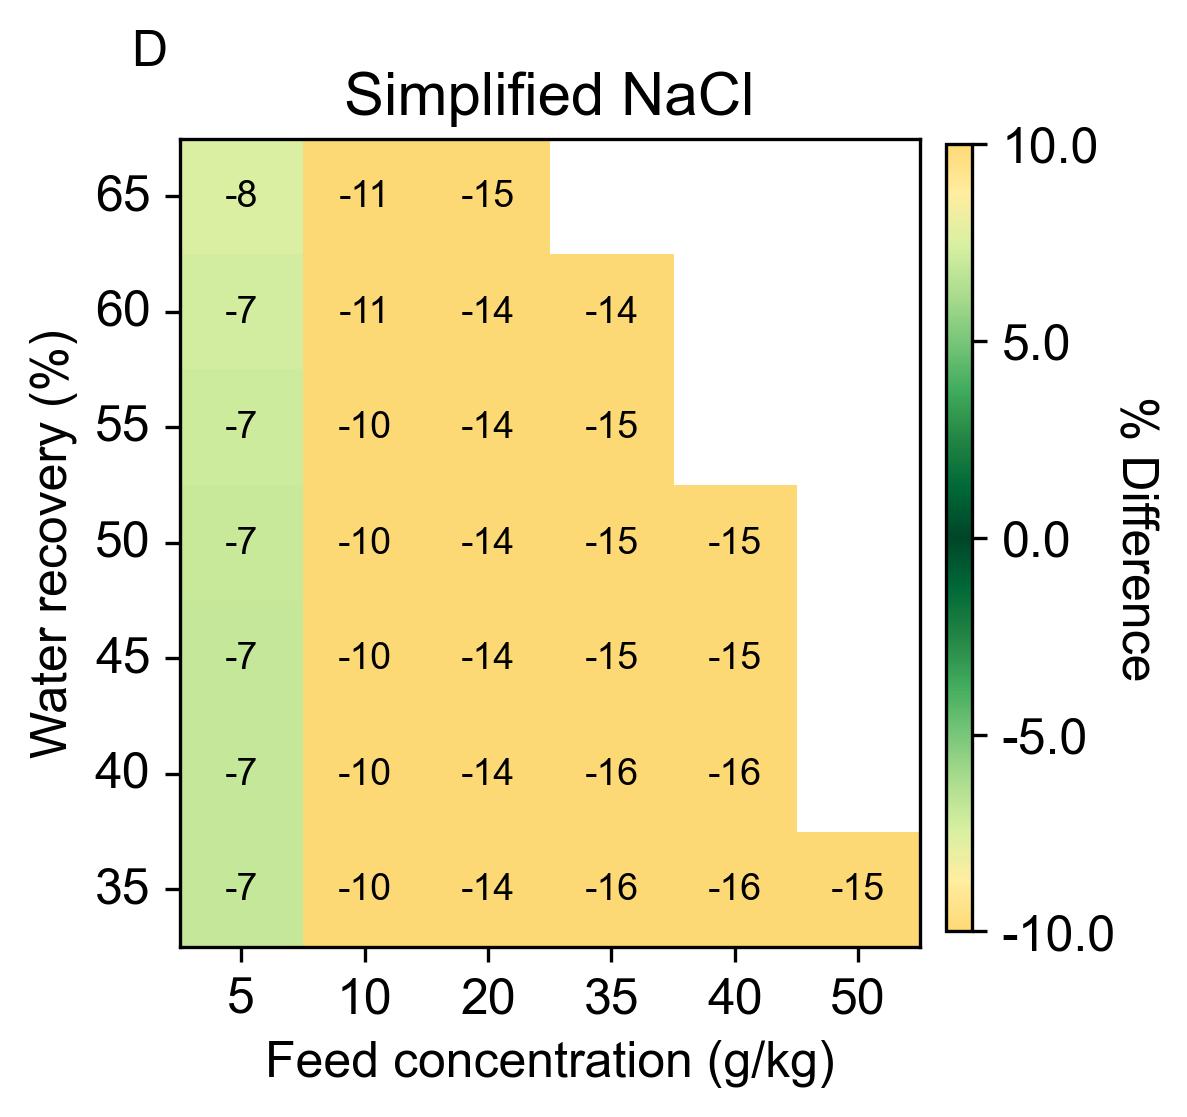 D
Simplified NaCl
65 -8 -11 -15
60 -7 -11 -14 -14
55 -7 -10 -14 -15
50 -7 -10 -14 -15 -15
45 -7 -10 -14 -15 -15
40 -7 -10 -14 -16 -16
35 -7 -10 -14 -16 -16 -15
5 10 20 35 40 50
Feed concentration (g/kg)
Water recovery (%)
10.0
5.0
0.0
-5.0
-10.0
% Difference